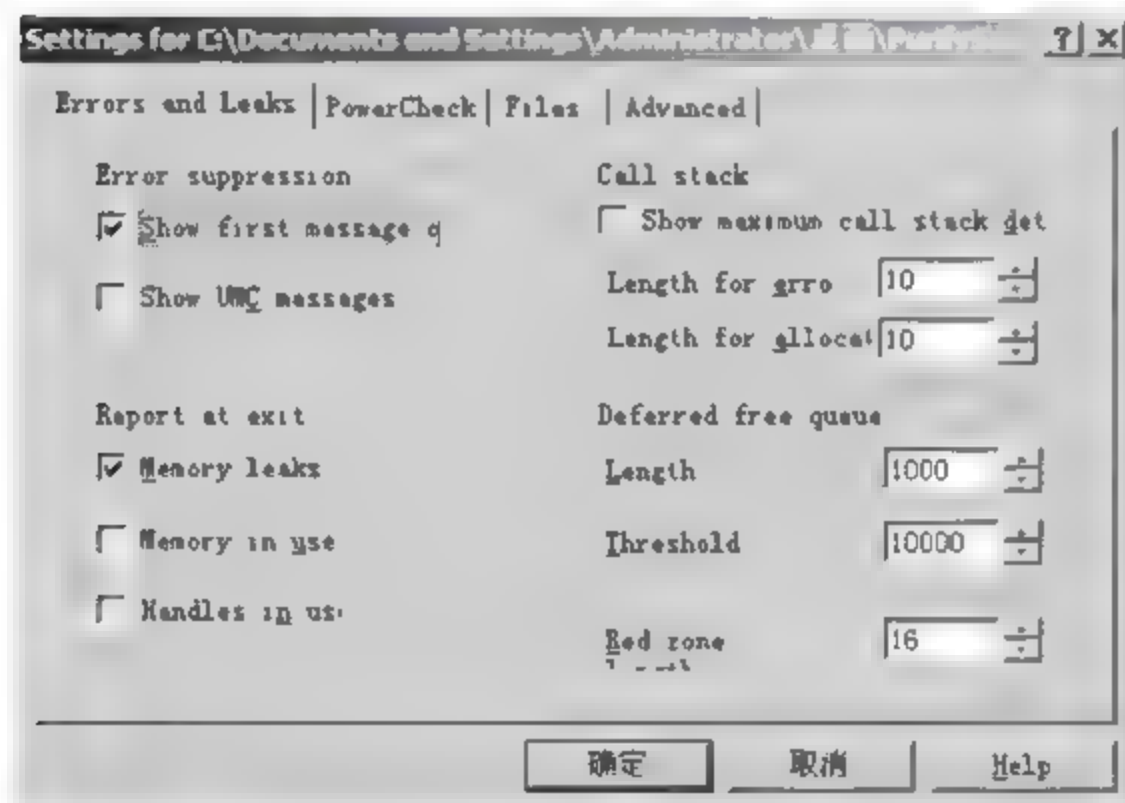 Settings for C:\Documents and Settings\Administrator\桌面\Purify
Errors and Leaks PowerCheck Files Advanced
Error suppression
Show first message
Show UMC messages
Report at exit
Memory leaks
Memory in use
Handles in us
Call stack
Show maximum call stack det
Length for erro 10
Length for allocat 10
Deferred free queue
Length 1000
Threshold 10000
Red zone 16
确定 取消 Help